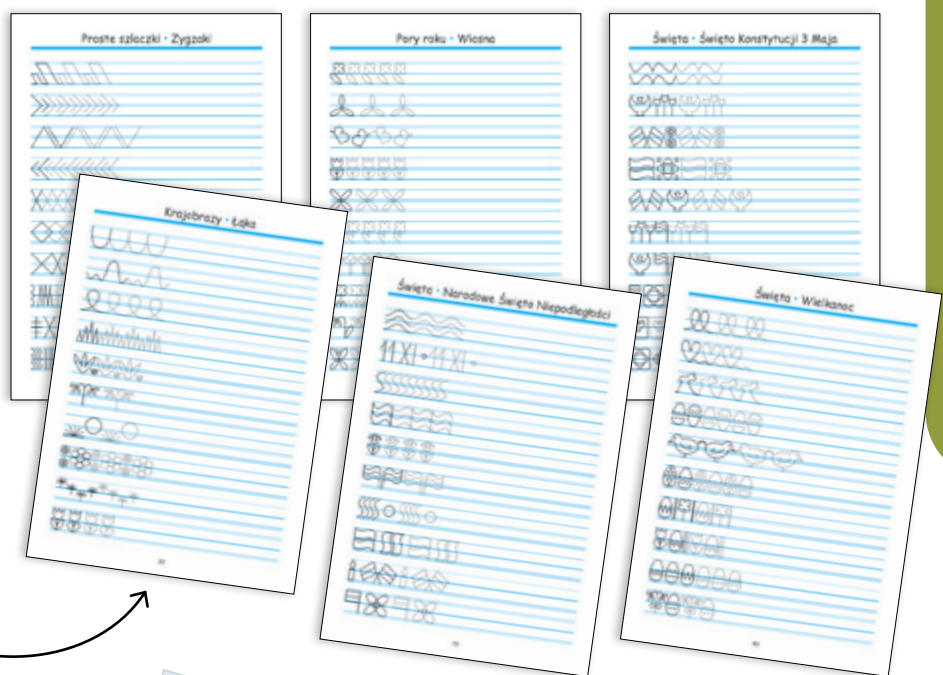 Proste szlaczki • Zygzaki
Pory roku • Wiosna
Święta • Święto Konstytucji 3 Maja
Krajobrazy • Łąka
Święta • Narodowe Święto Niepodległości
11 XI • 11 XI •
Święta • Wielkanoc